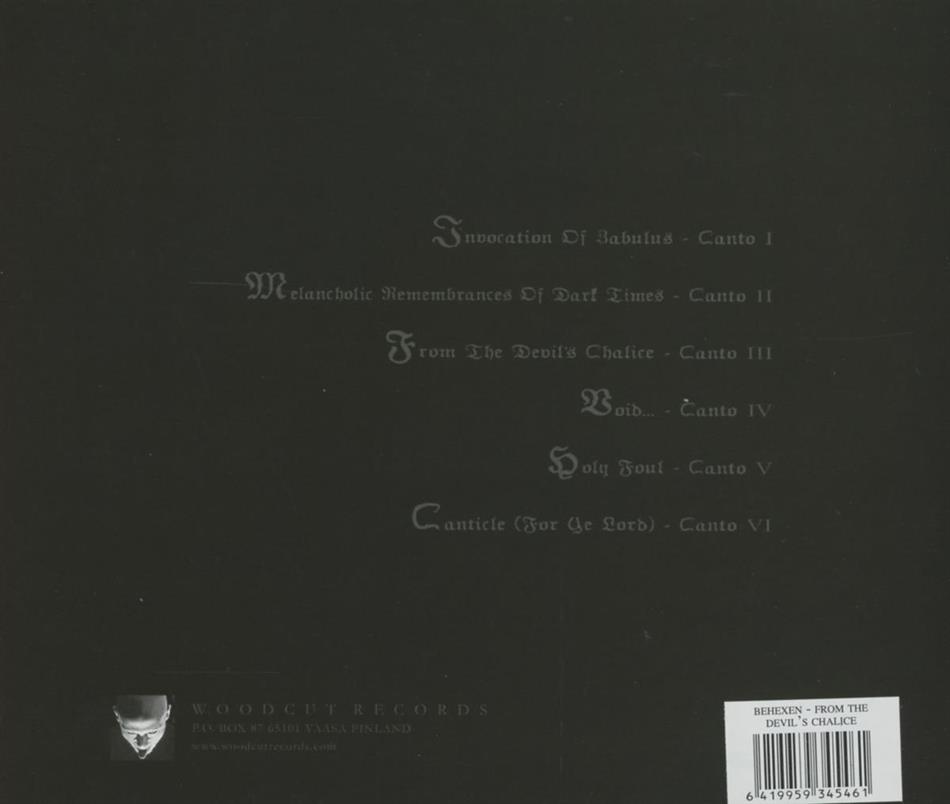 Invocation Of Zabulus - Canto I
Melancholic Remembrances Of Dark Times - Canto II
From The Devil's Chalice - Canto III
Void... - Canto IV
Holy Foul - Canto V
Canticle (For Ye Lord) - Canto VI
WOODCUT RECORDS
P.O. BOX 87 65101 VAASA FINLAND
www.woodcutrecords.com
BEHEXEN - FROM THE
DEVIL'S CHALICE
6 419959 345461